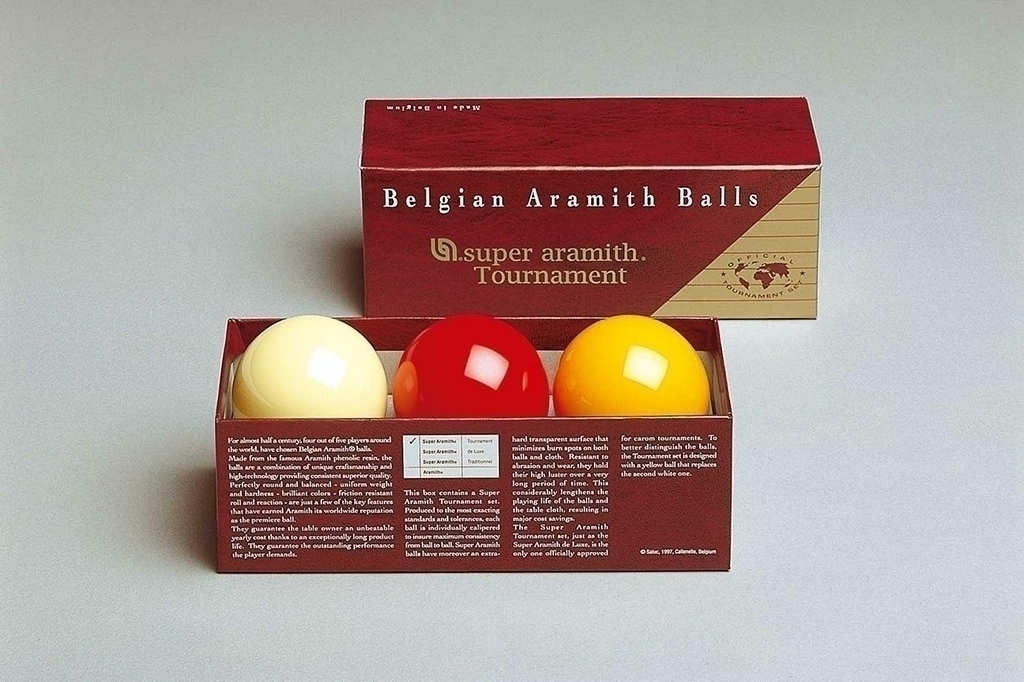 Made in Belgium
Belgian Aramith Balls
super aramith®
Tournament
OFFICIAL
TOURNAMENT SET
For almost half a century, four out of five players around
the world, have chosen Belgian Aramith® balls.
Made from the famous Aramith phenolic resin, the
balls are a combination of unique craftsmanship and
high-technology providing consistent superior quality.
Perfectly round and balanced - uniform weight
and hardness - brilliant colors - friction resistant
roll and reaction - are just a few of the key features
that have earned Aramith its worldwide reputation
as the premiere ball.
They guarantee the table owner an unbeatable
yearly cost thanks to an exceptionally long product
life. They guarantee the outstanding performance
the player demands.
✓ Super Aramith® Tournament
Super Aramith® de Luxe
Super Aramith® Traditionnel
Aramith®
This box contains a Super
Aramith Tournament set.
Produced to the most exacting
standards and tolerances, each
ball is individually calipered
to insure maximum consistency
from ball to ball. Super Aramith
balls have moreover an extra-
hard transparent surface that
minimizes burn spots on both
balls and cloth. Resistant to
abrasion and wear, they hold
their high luster over a very
long period of time. This
considerably lengthens the
playing life of the balls and
the table cloth, resulting in
major cost savings.
The Super Aramith
Tournament set, just as the
Super Aramith de Luxe, is the
only one officially approved
for carom tournaments. To
better distinguish the balls,
the Tournament set is designed
with a yellow ball that replaces
the second white one.
© Saluc, 1997, Callenelle, Belgium